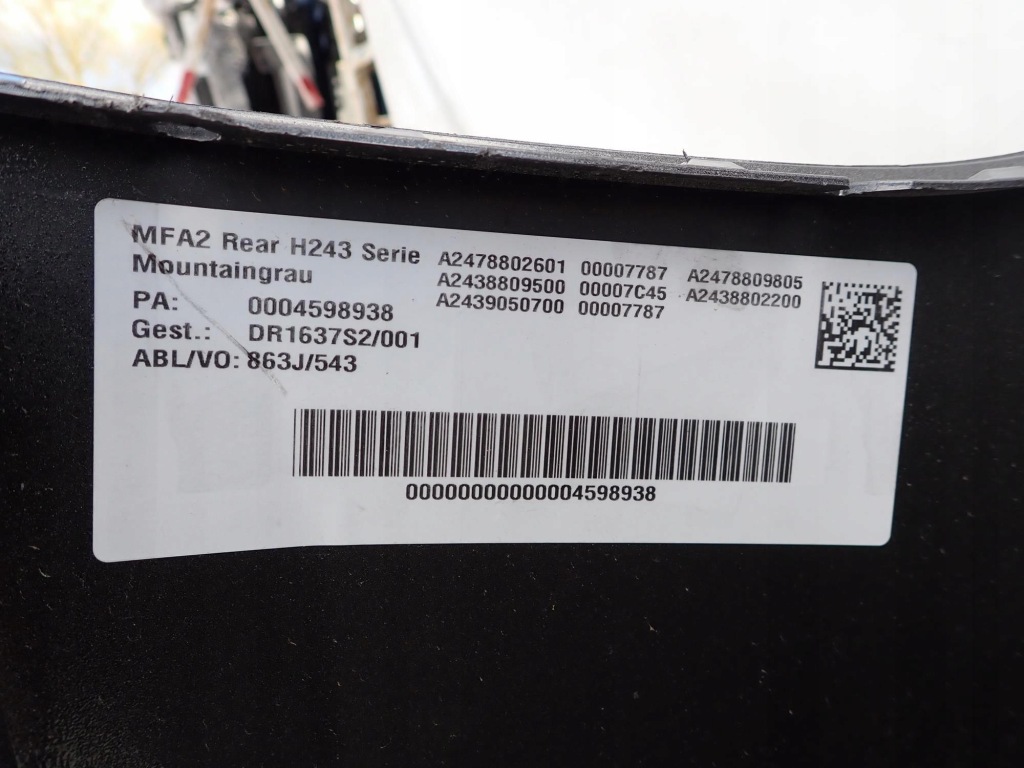 MFA2 Rear H243 Serie
Mountaingrau
PA: 0004598938
Gest.: DR1637S2/001
ABL/VO: 863J/543
A2478802601 00007787 A2478809805
A2438809500 00007C45 A2438802200
A2439050700 00007787
00000000000004598938